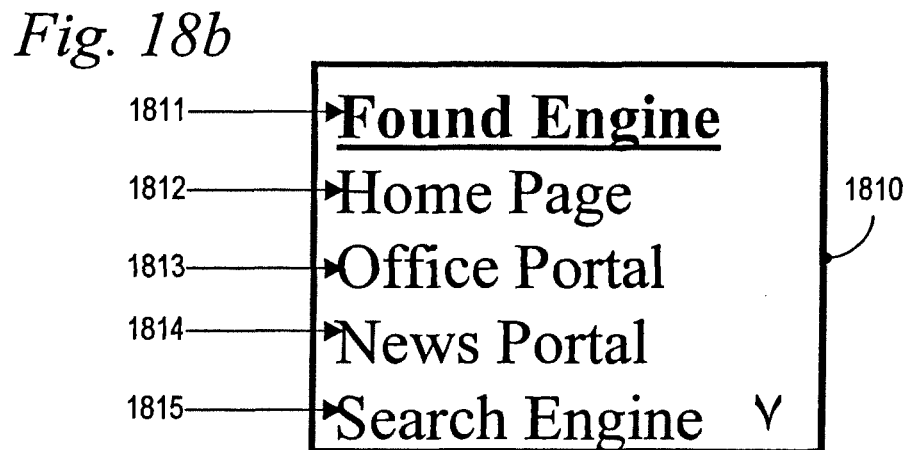 Fig. 18b
1811 Found Engine
1812 Home Page 1810
1813 Office Portal
1814 News Portal
1815 Search Engine